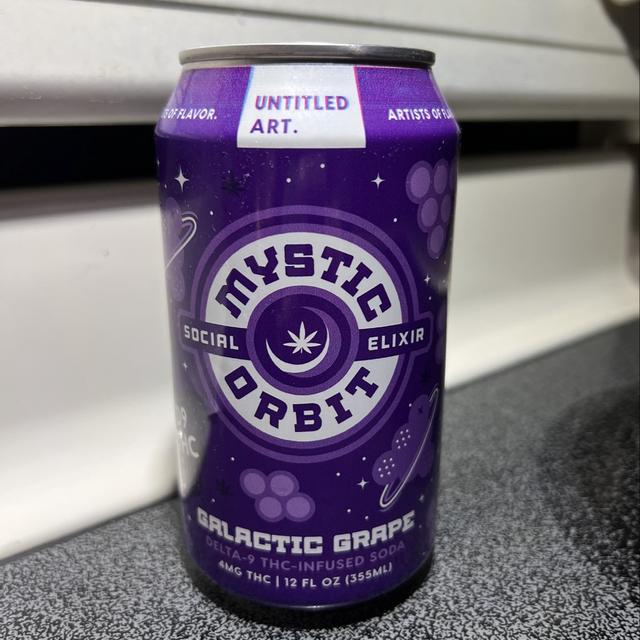 S OF FLAVOR.
UNTITLED
ART.
ARTISTS OF FL
MYSTIC
SOCIAL
ELIXIR
ORBIT
GALACTIC GRAPE
DELTA-9 THC-INFUSED SODA
4MG THC | 12 FL OZ (355ML)